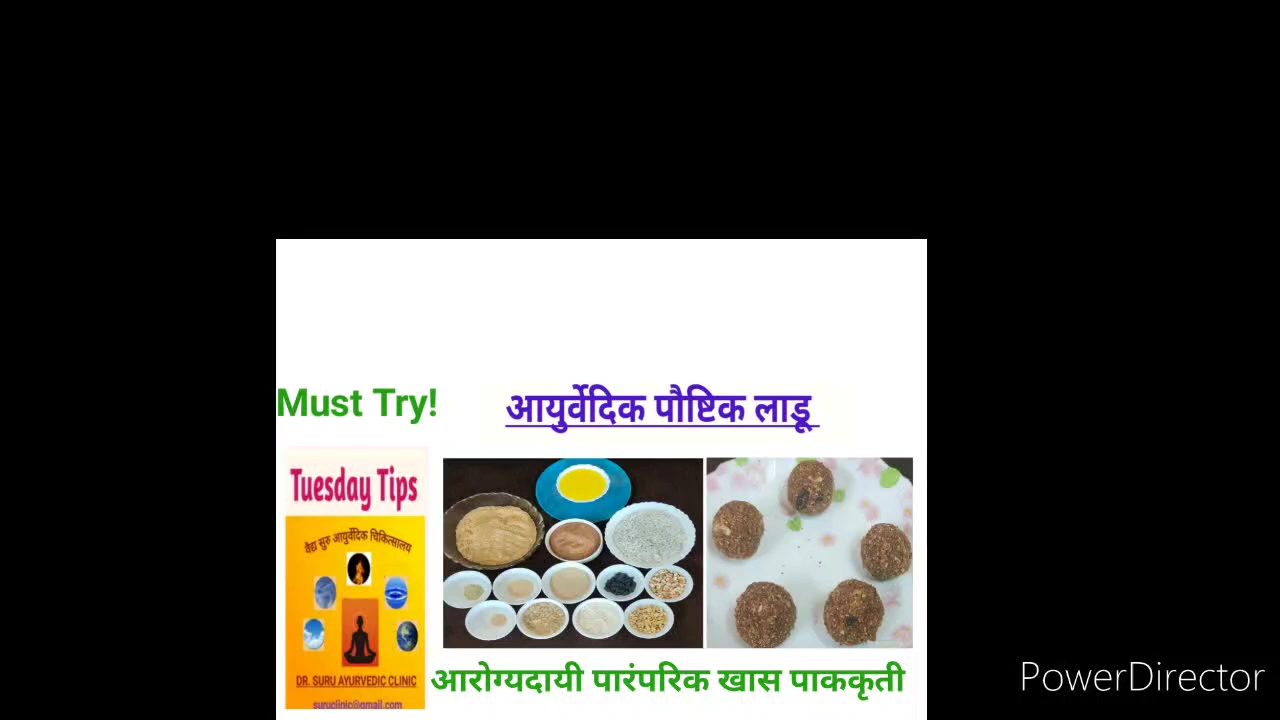 Must Try!
आयुर्वेदिक पौष्टिक लाडू
Tuesday Tips
वैद्य सुरु आयुर्वेदिक चिकित्सालय
DR. SURU AYURVEDIC CLINIC
suruclinic@gmail.com
आरोग्यदायी पारंपरिक खास पाककृती
PowerDirector